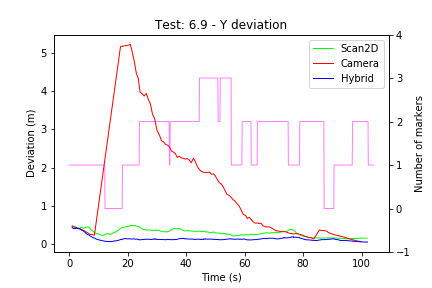 Test: 6.9 - Y deviation
Scan2D
Camera
Hybrid
Deviation (m)
5
4
3
2
1
0
Number of markers
4
3
2
1
0
−1
0
20
40
60
80
100
Time (s)